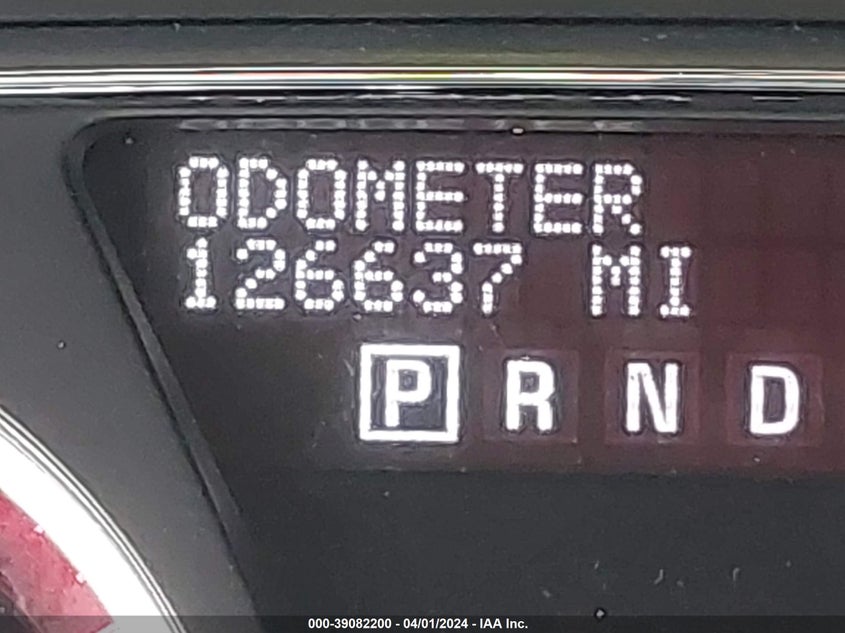 ODOMETER
126637 MI
P R N D
000-39082200 - 04/01/2024 - IAA Inc.